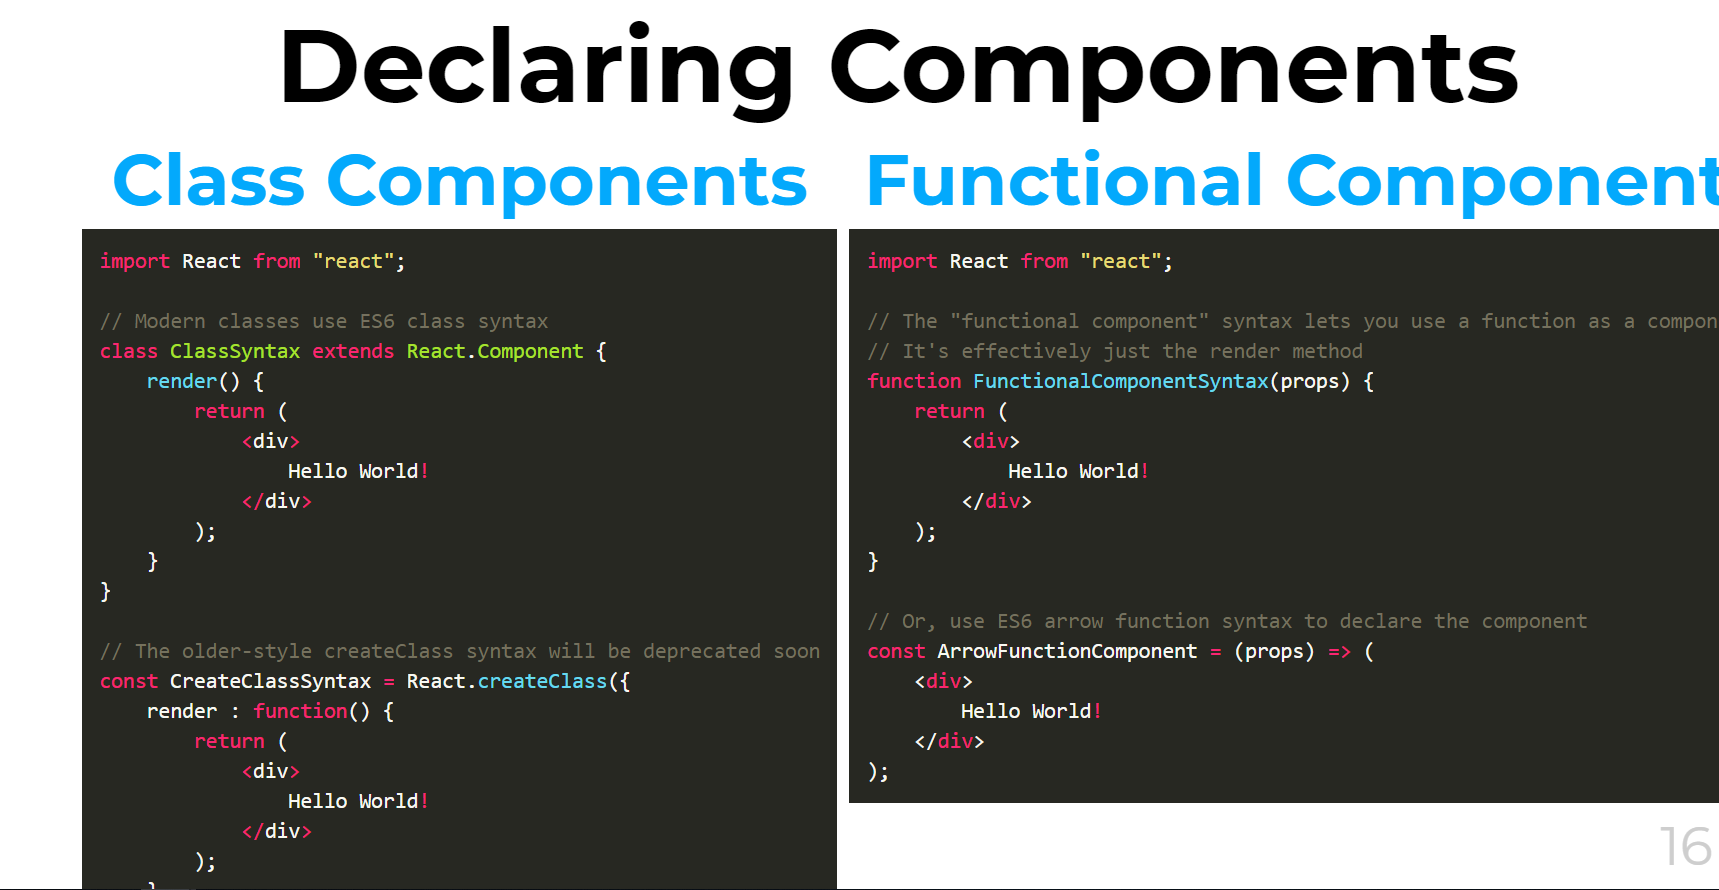 Declaring Components
Class Components
import React from "react";
// Modern classes use ES6 class syntax
class ClassSyntax extends React.Component {
render() {
return (
<div>
Hello World!
</div>
);
}
}
// The older-style createClass syntax will be deprecated soon
const CreateClassSyntax = React.createClass({
render : function() {
return (
<div>
Hello World!
</div>
);
Functional Component
import React from "react";
// The "functional component" syntax lets you use a function as a compon
// It's effectively just the render method
function FunctionalComponentSyntax(props) {
return (
<div>
Hello World!
</div>
);
}
// Or, use ES6 arrow function syntax to declare the component
const ArrowFunctionComponent = (props) => (
<div>
Hello World!
</div>
);
16